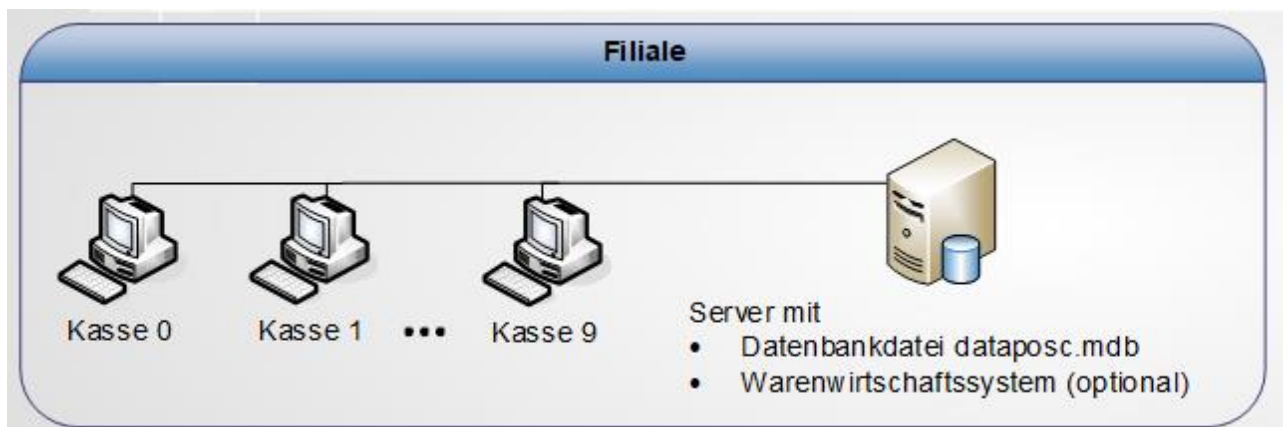 Filiale
Kasse 0
Kasse 1
•••
Kasse 9
Server mit
• Datenbankdatei dataposc.mdb
• Warenwirtschaftssystem (optional)